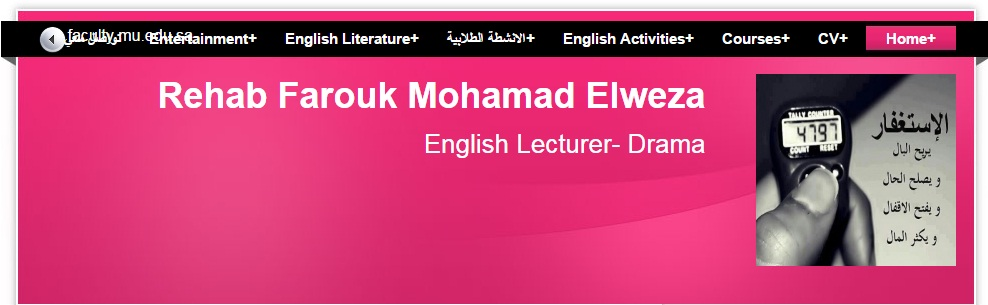 Home+ CV+ Courses+ English Activities+ الانشطة الطلابية+ English Literature+ Entertainment+
faculty.mu.edu.sa
Rehab Farouk Mohamad Elweza
English Lecturer- Drama
TALLY COUNTER
4797
COUNT RESET
الإستغفار
يريح البال
و يصلح الحال
و يفتح الاقفال
و يكثر المال